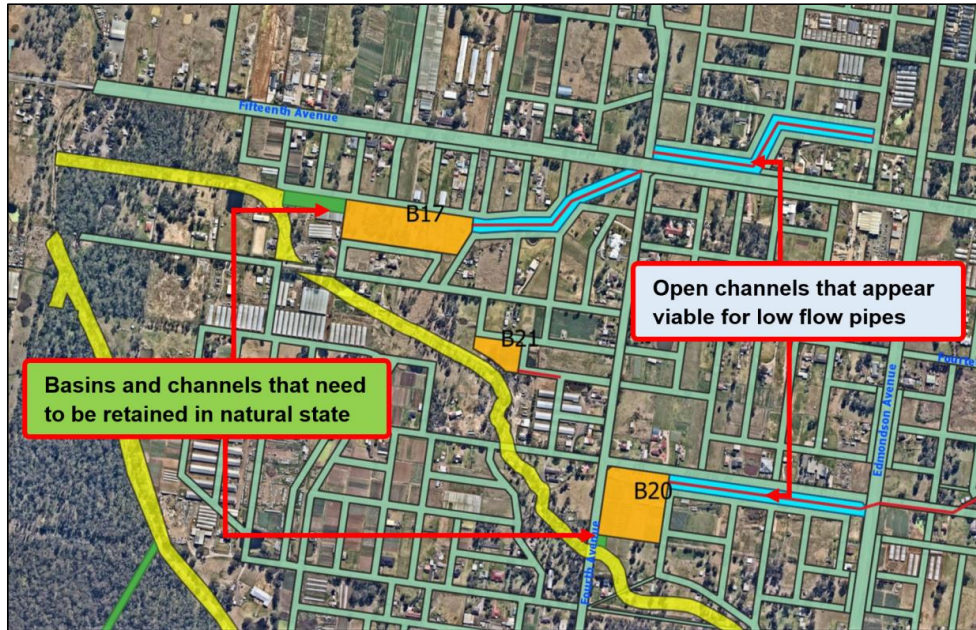 Fifteenth Avenue
B17
Open channels that appear
viable for low flow pipes
B21
Fourte
Basins and channels that need
to be retained in natural state
Edmondson Avenue
B20
Fourth Avenue